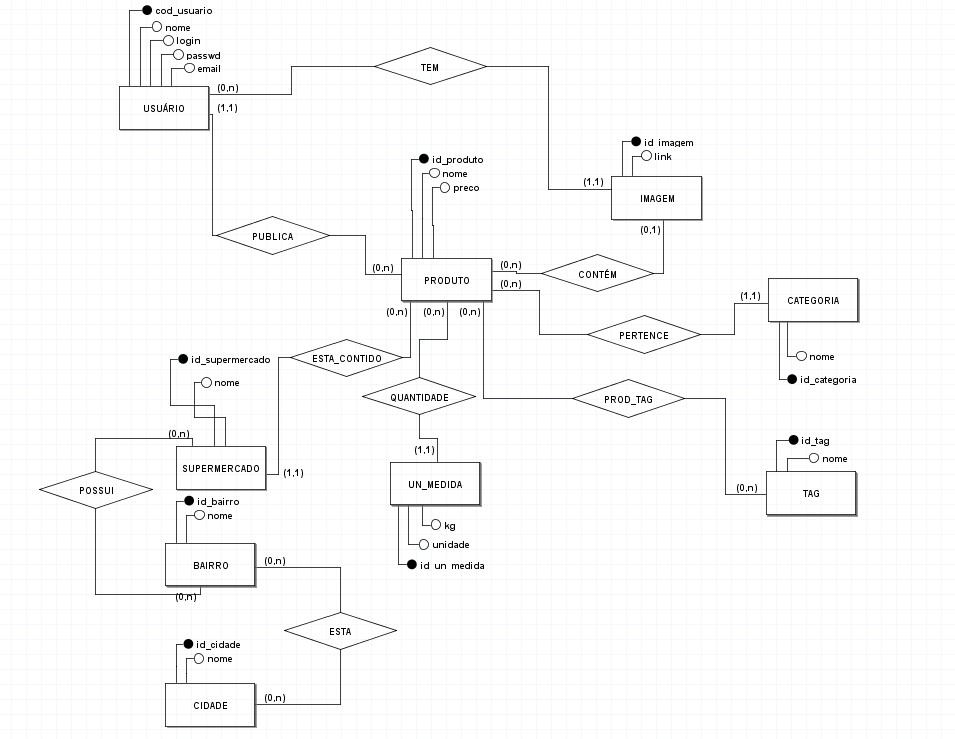 cod_usuario
nome
login
passwd
email
USUÁRIO
(0,n)
(1,1)
TEM
id_imagem
link
(1,1)
IMAGEM
(0,1)
id_produto
nome
preco
PUBLICA
(0,n)
PRODUTO
(0,n)
(0,n)
CONTÉM
(1,1)
CATEGORIA
nome
id_categoria
PERTENCE
(0,n)
(0,n)
(0,n)
ESTA_CONTIDO
id_supermercado
nome
QUANTIDADE
PROD_TAG
(0,n)
SUPERMERCADO
(1,1)
(1,1)
UN_MEDIDA
kg
unidade
id_un_medida
id_tag
nome
(0,n)
TAG
POSSUI
id_bairro
nome
BAIRRO
(0,n)
(0,n)
ESTA
id_cidade
nome
CIDADE
(0,n)